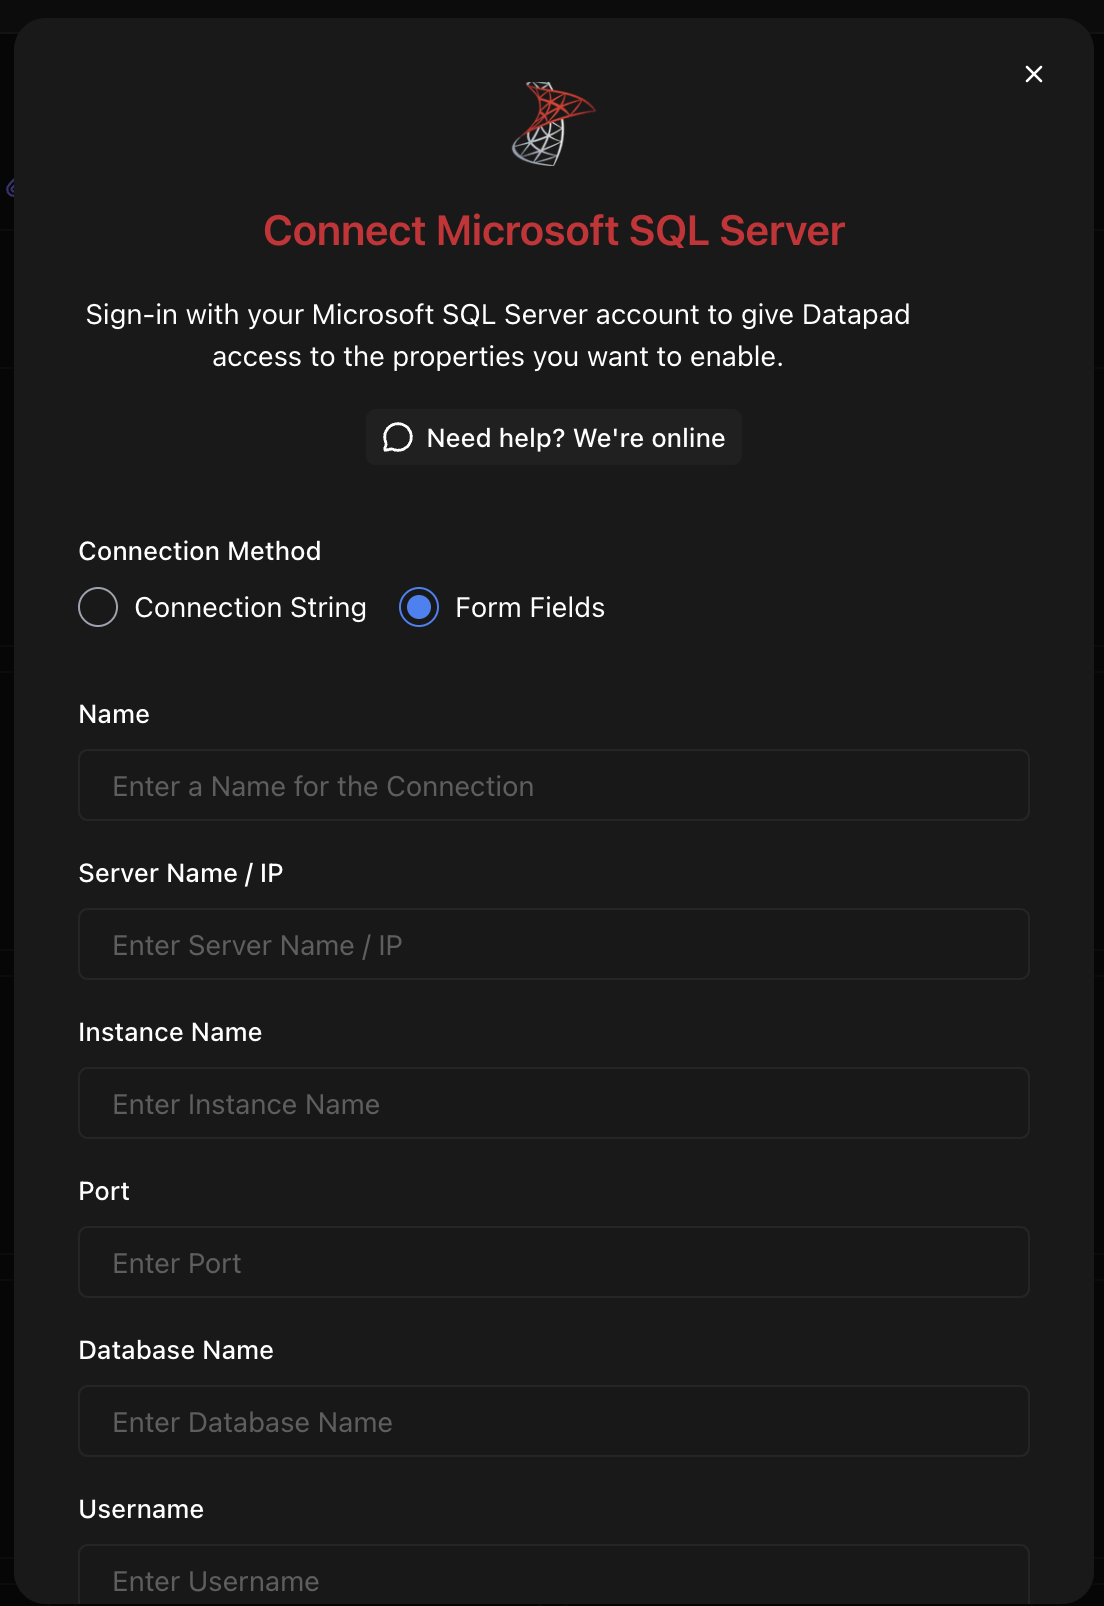 Connect Microsoft SQL Server
Sign-in with your Microsoft SQL Server account to give Datapad
access to the properties you want to enable.
Need help? We're online
Connection Method
Connection String
Form Fields
Name
Enter a Name for the Connection
Server Name / IP
Enter Server Name / IP
Instance Name
Enter Instance Name
Port
Enter Port
Database Name
Enter Database Name
Username
Enter Username